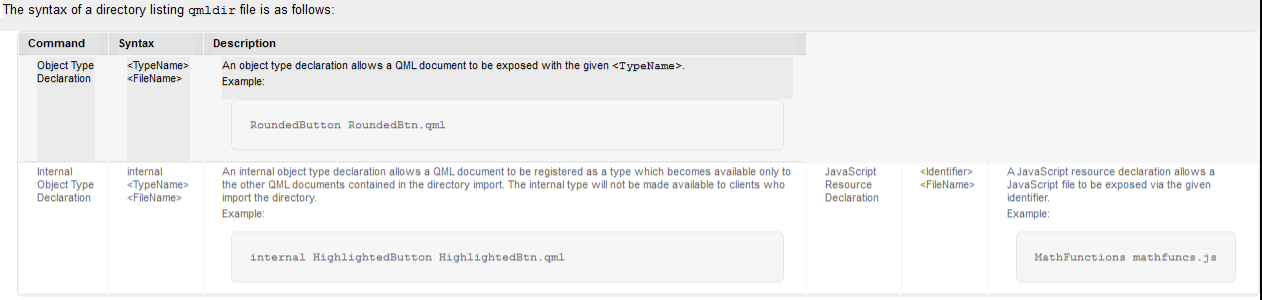 The syntax of a directory listing qmldir file is as follows:
Command Syntax Description
Object Type
Declaration
<TypeName>
<FileName>
An object type declaration allows a QML document to be exposed with the given <TypeName>.
Example:
RoundedButton RoundedBtn.qml
Internal
Object Type
Declaration
internal
<TypeName>
<FileName>
An internal object type declaration allows a QML document to be registered as a type which becomes available only to
the other QML documents contained in the directory import. The internal type will not be made available to clients who
import the directory.
Example:
internal HighlightedButton HighlightedBtn.qml
JavaScript
Resource
Declaration
<Identifier>
<FileName>
A JavaScript resource declaration allows a
JavaScript file to be exposed via the given
identifier.
Example:
MathFunctions mathfuncs.js